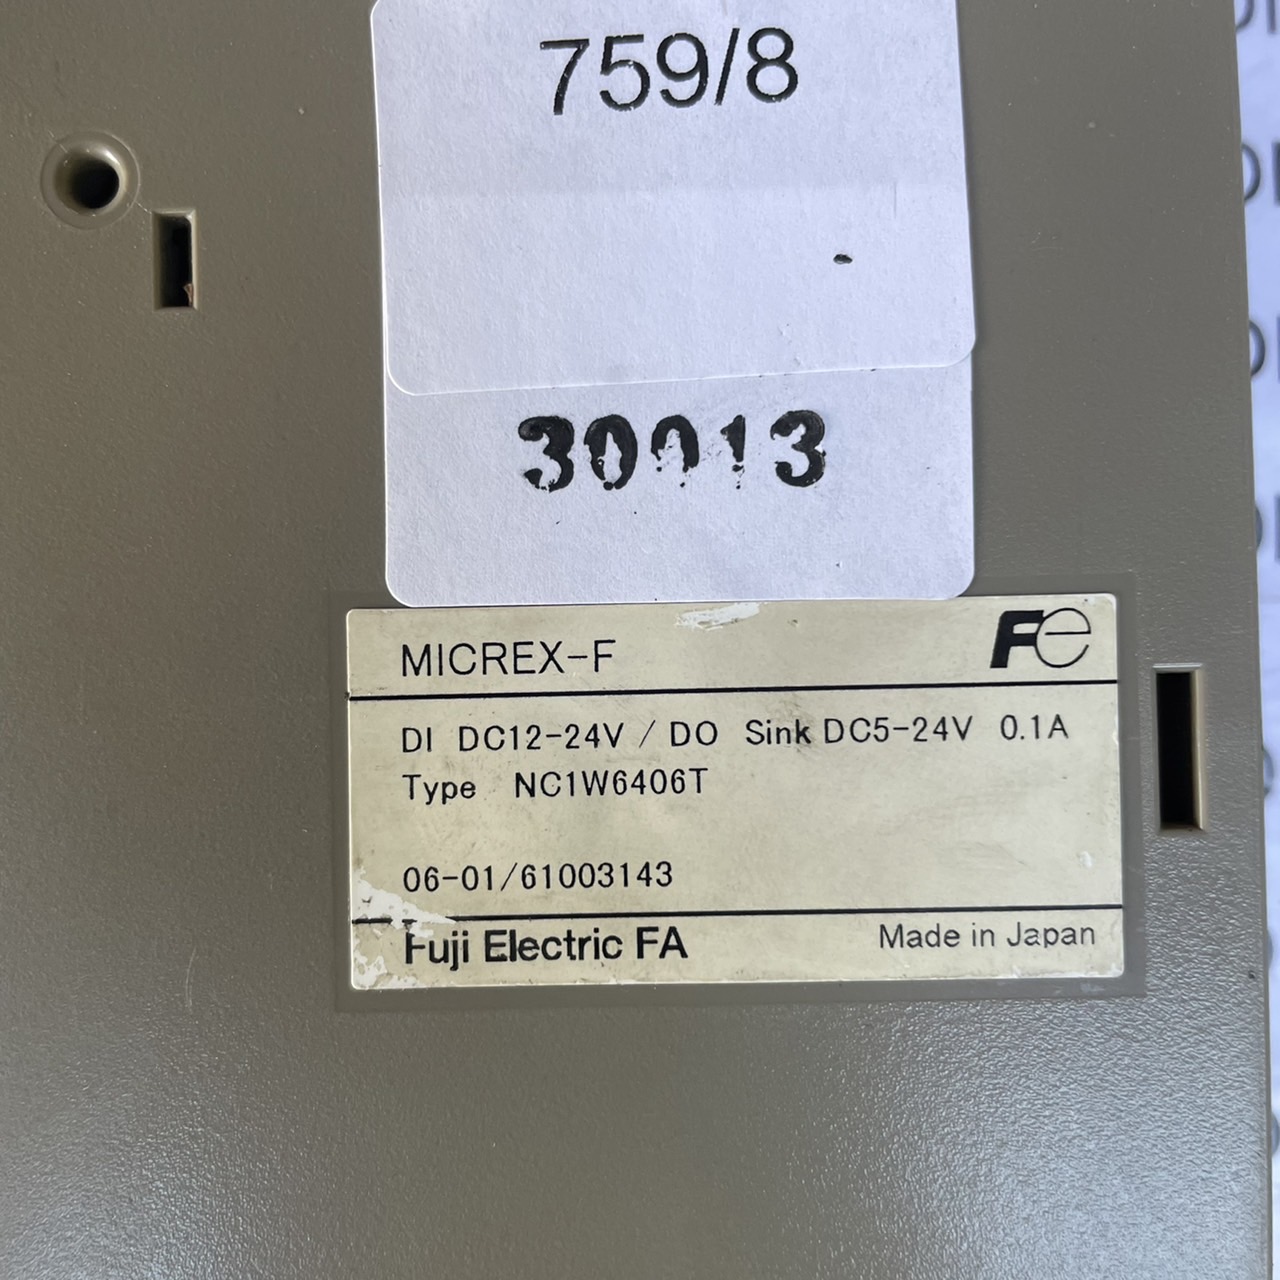 759/8
30013
MICREX-F
Fe
DI DC12-24V / DO Sink DC5-24V 0.1A
Type NC1W6406T
06-01/61003143
Fuji Electric FA
Made in Japan